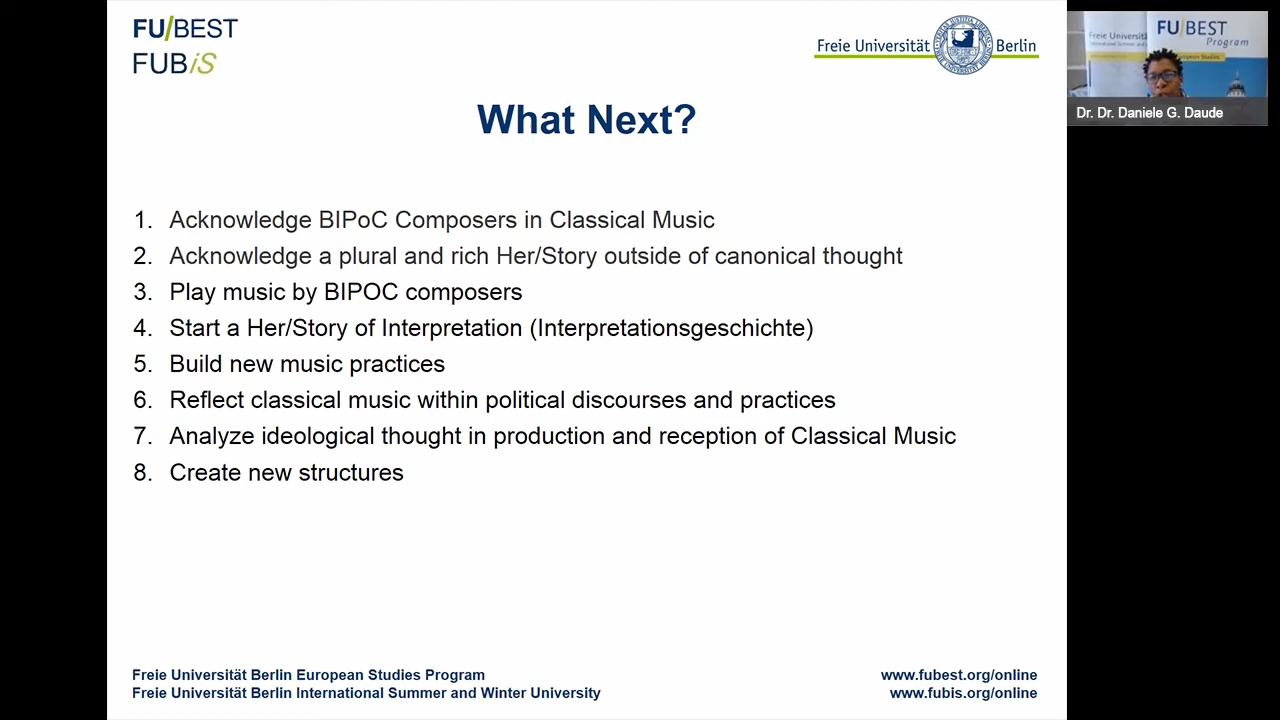 FU/BEST
FUBiS
Freie Universität Berlin
What Next?
1. Acknowledge BIPoC Composers in Classical Music
2. Acknowledge a plural and rich Her/Story outside of canonical thought
3. Play music by BIPOC composers
4. Start a Her/Story of Interpretation (Interpretationsgeschichte)
5. Build new music practices
6. Reflect classical music within political discourses and practices
7. Analyze ideological thought in production and reception of Classical Music
8. Create new structures
Freie Universität Berlin European Studies Program
Freie Universität Berlin International Summer and Winter University
www.fubest.org/online
www.fubis.org/online
Freie Universit
FU/BEST
Program
Dr. Dr. Daniele G. Daude